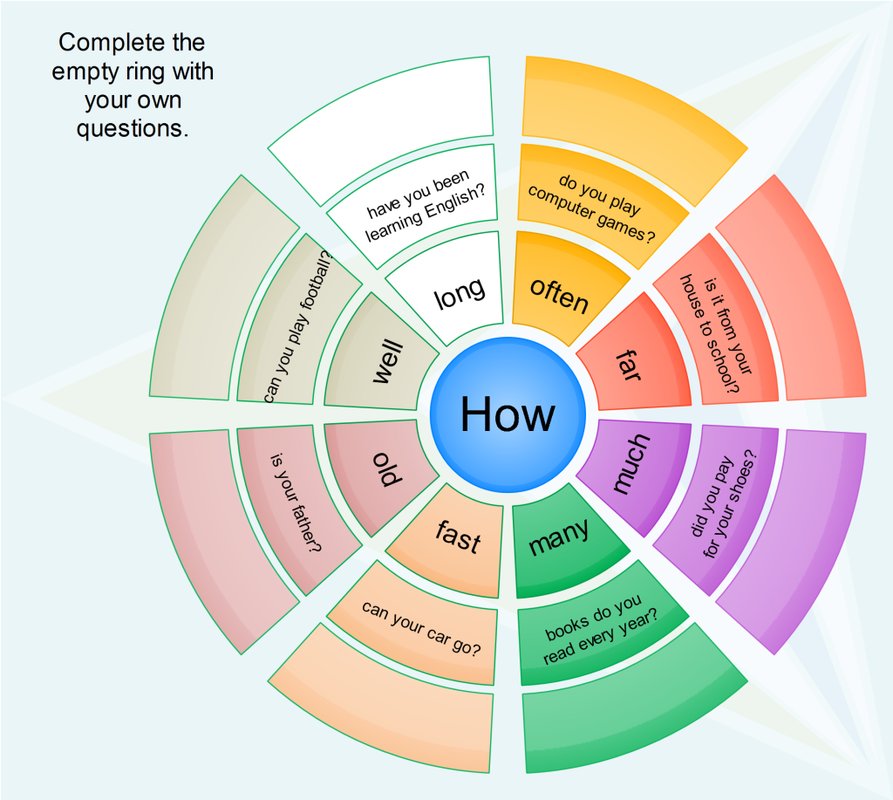 Complete the
empty ring with
your own
questions.
How
often
do you play
computer games?
far
is it from your
house to school?
much
did you pay
for your shoes?
many
books do you
read every year?
fast
can your car go?
old
is your father?
well
can you play football?
long
have you been
learning English?